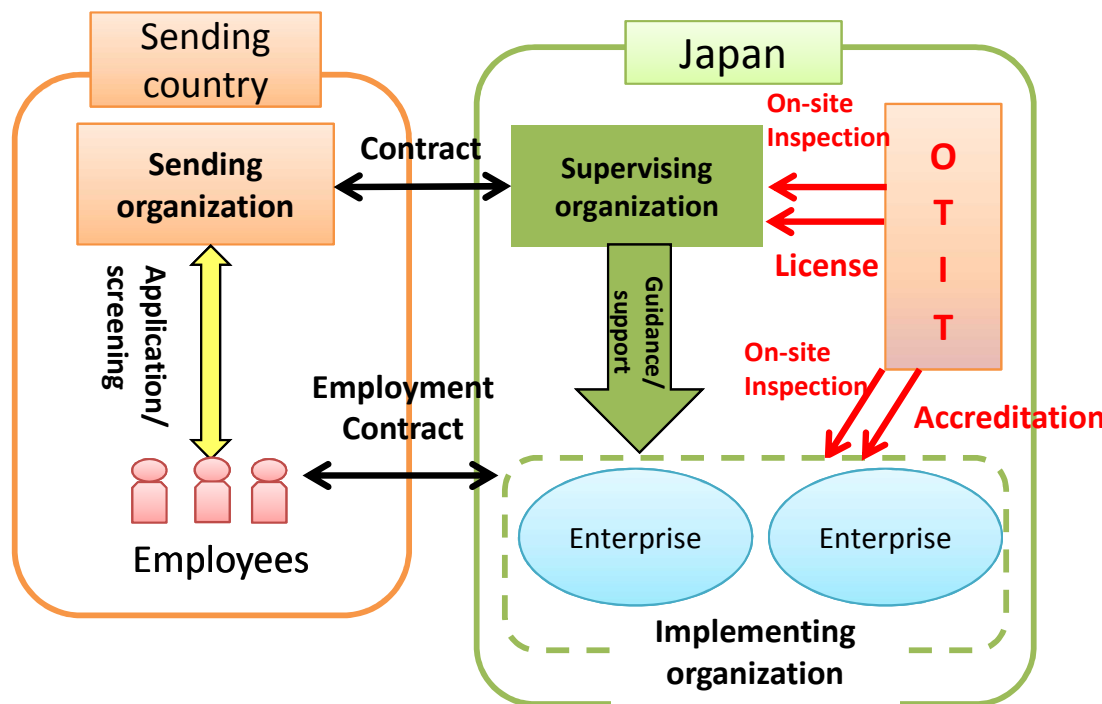 Sending
country
Japan
Sending
organization
Contract
Supervising
organization
On-site
Inspection
O
T
I
T
License
Application/
screening
Guidance/
support
On-site
Inspection
Accreditation
Employment
Contract
Employees
Enterprise
Enterprise
Implementing
organization